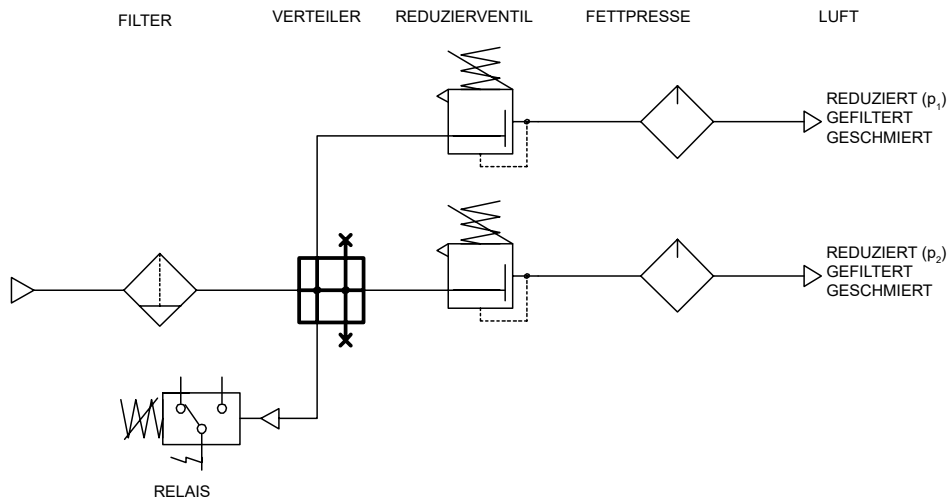 FILTER
VERTEILER
REDUZIERVENTIL
FETTPRESSE
LUFT
REDUZIERT (p₁)
GEFILTERT
GESCHMIERT
REDUZIERT (p₂)
GEFILTERT
GESCHMIERT
RELAIS